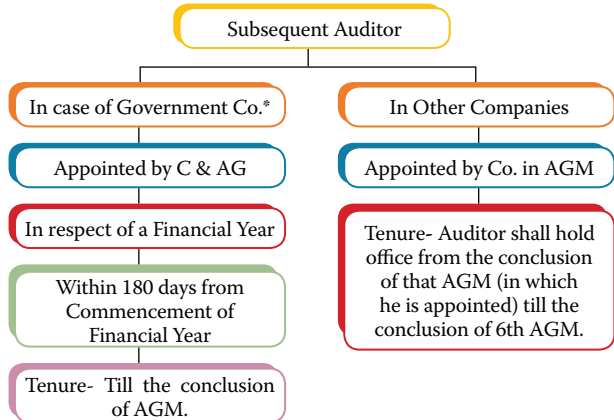 Subsequent Auditor
In case of Government Co.*
Appointed by C & AG
In respect of a Financial Year
Within 180 days from
Commencement of
Financial Year
Tenure- Till the conclusion
of AGM.
In Other Companies
Appointed by Co. in AGM
Tenure- Auditor shall hold
office from the conclusion
of that AGM (in which
he is appointed) till the
conclusion of 6th AGM.